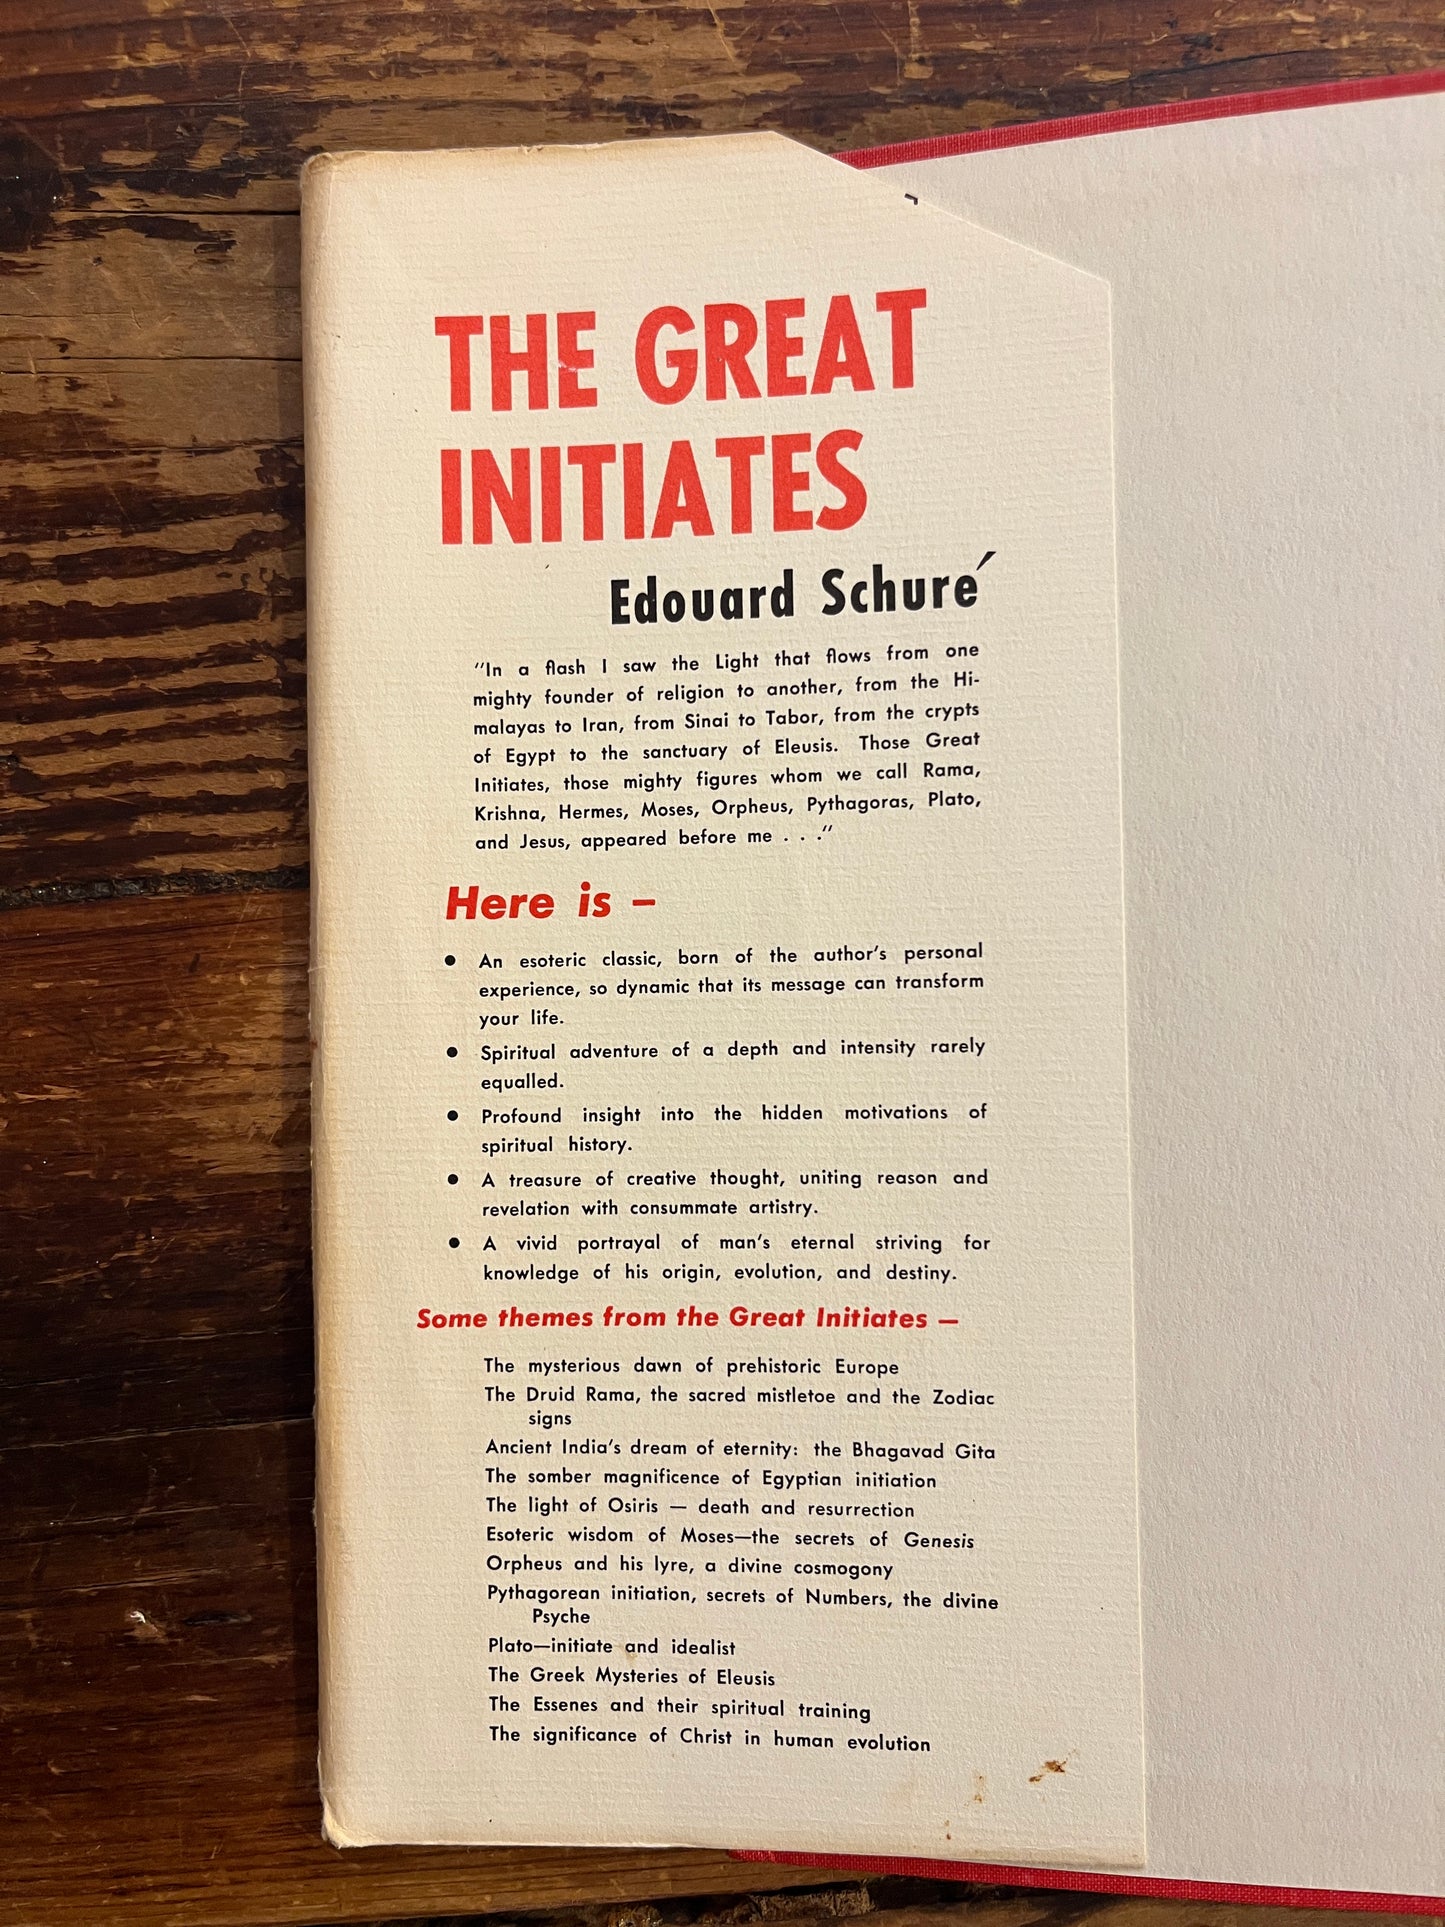 THE GREAT
INITIATES
Edouard Schuré
"In a flash I saw the Light that flows from one
mighty founder of religion to another, from the Hi-
malayas to Iran, from Sinai to Tabor, from the crypts
of Egypt to the sanctuary of Eleusis. Those Great
Initiates, those mighty figures whom we call Rama,
Krishna, Hermes, Moses, Orpheus, Pythagoras, Plato,
and Jesus, appeared before me . . ."
Here is –
• An esoteric classic, born of the author's personal
experience, so dynamic that its message can transform
your life.
• Spiritual adventure of a depth and intensity rarely
equalled.
• Profound insight into the hidden motivations of
spiritual history.
• A treasure of creative thought, uniting reason and
revelation with consummate artistry.
• A vivid portrayal of man's eternal striving for
knowledge of his origin, evolution, and destiny.
Some themes from the Great Initiates —
The mysterious dawn of prehistoric Europe
The Druid Rama, the sacred mistletoe and the Zodiac
signs
Ancient India's dream of eternity: the Bhagavad Gita
The somber magnificence of Egyptian initiation
The light of Osiris — death and resurrection
Esoteric wisdom of Moses—the secrets of Genesis
Orpheus and his lyre, a divine cosmogony
Pythagorean initiation, secrets of Numbers, the divine
Psyche
Plato—initiate and idealist
The Greek Mysteries of Eleusis
The Essenes and their spiritual training
The significance of Christ in human evolution